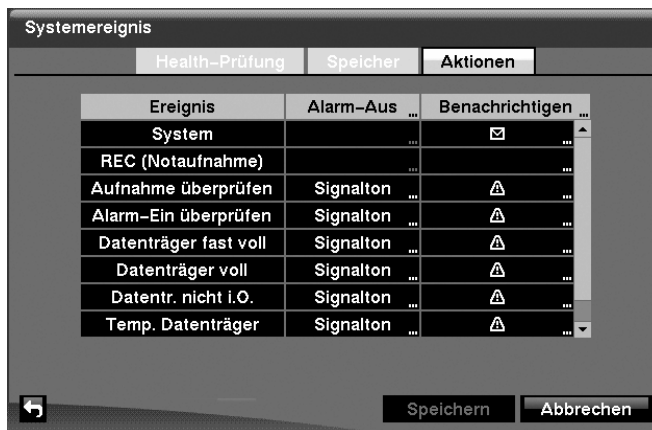 Systemereignis
Health-Prüfung Speicher Aktionen
Ereignis Alarm-Aus ... Benachrichtigen ...
System ... ...
REC (Notaufnahme) ... ...
Aufnahme überprüfen Signalton ... ...
Alarm-Ein überprüfen Signalton ... ...
Datenträger fast voll Signalton ... ...
Datenträger voll Signalton ... ...
Datentr. nicht i.O. Signalton ... ...
Temp. Datenträger Signalton ... ...
Speichern Abbrechen